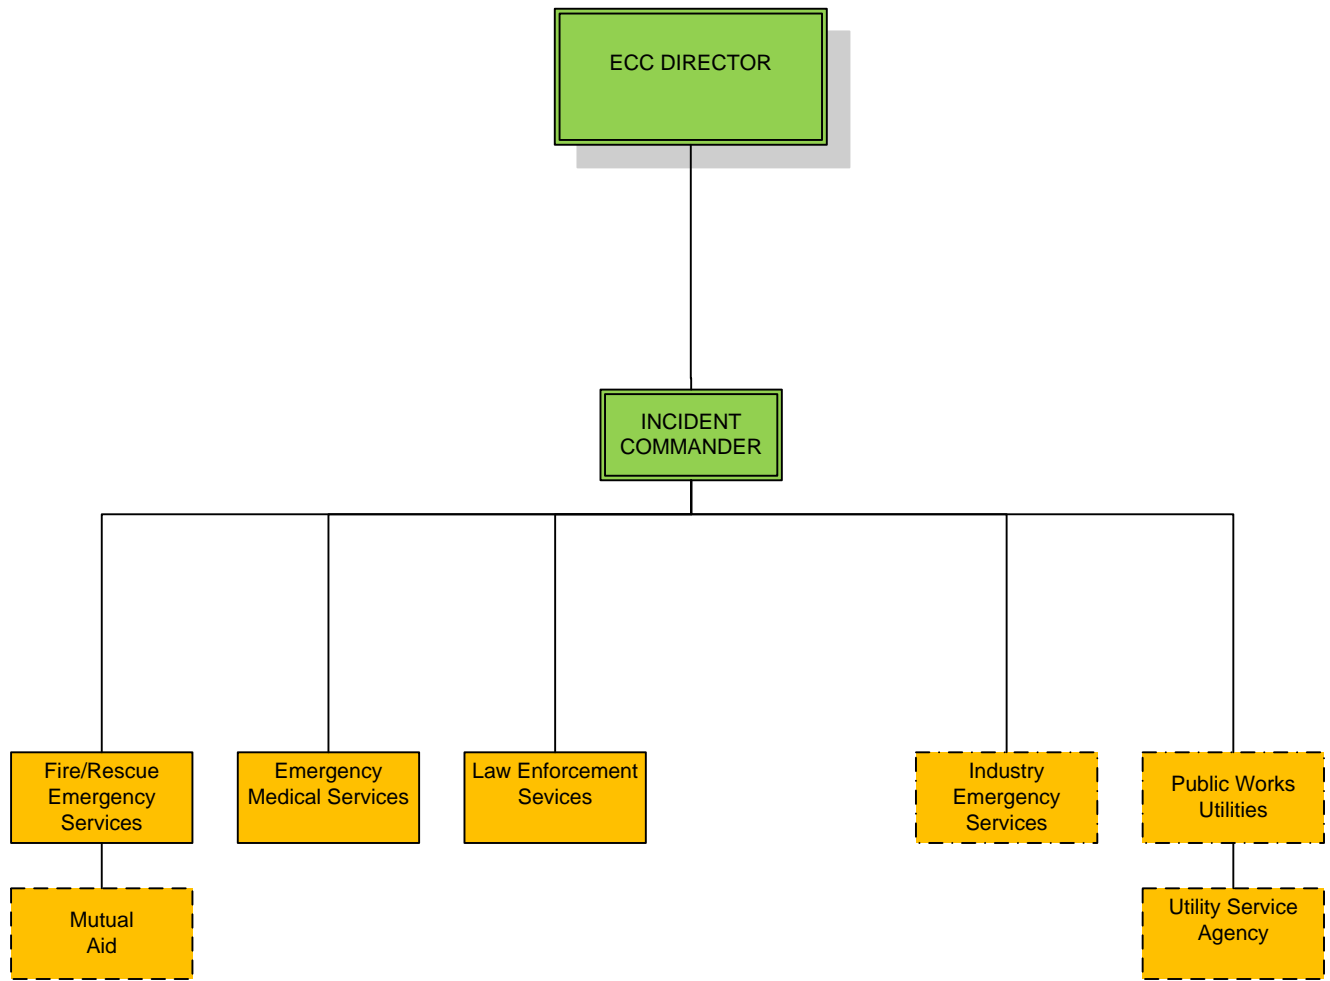 ECC DIRECTOR
INCIDENT
COMMANDER
Fire/Rescue
Emergency
Services
Emergency
Medical Services
Law Enforcement
Sevices
Industry
Emergency
Services
Public Works
Utilities
Mutual
Aid
Utility Service
Agency